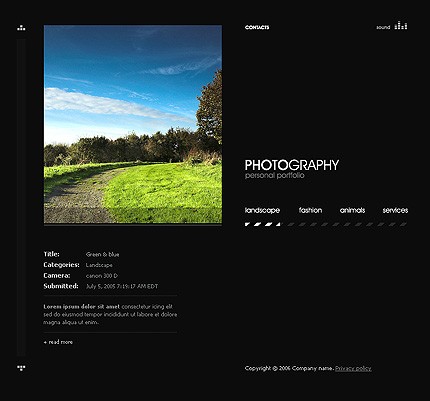 CONTACTS
sound
PHOTOGRAPHY
personal portfolio
landscape fashion animals services
Title: Green & blue
Categories: Landscape
Camera: canon 300 D
Submitted: July 5, 2005 7:19:17 AM EDT
Lorem ipsum dolor sit amet consectetur icing elit
sed do eiusmod tempor incididunt ut labore et dolore
magna aliqua ut enim.
+ read more
Copyright © 2006 Company name. Privacy policy